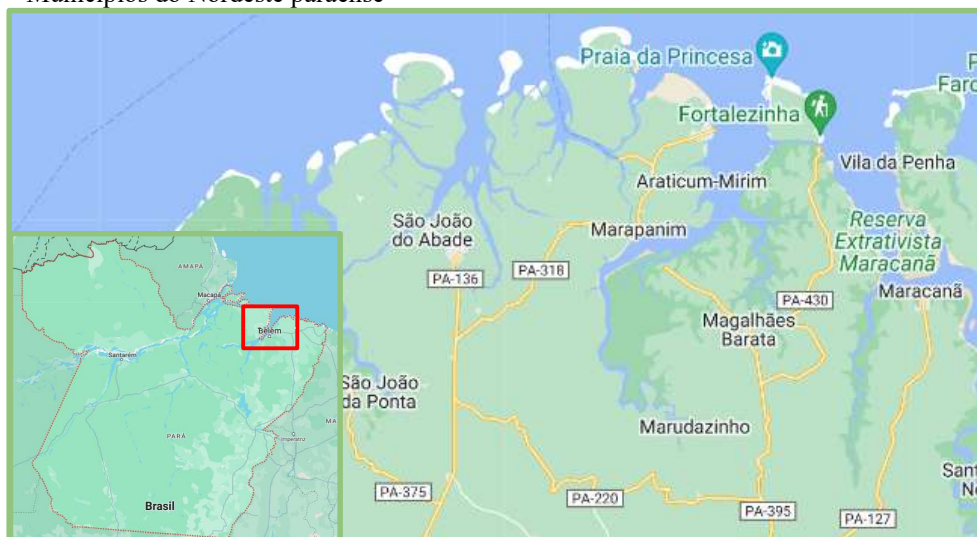 Municípios do Nordeste paraense
Praia da Princesa
Fortalezinha
Vila da Penha
Araticum-Mirim
São João
do Abade
Marapanim
Reserva
Extrativista
Maracanã
PA-136
PA-318
PA-430
Maracanã
Magalhães
Barata
São João
da Ponta
Marudazinho
PA-375
PA-220
PA-395
PA-127
AMAPÁ
Macapá
Belém
Santarém
PARÁ
Imperatriz
MA
Brasil